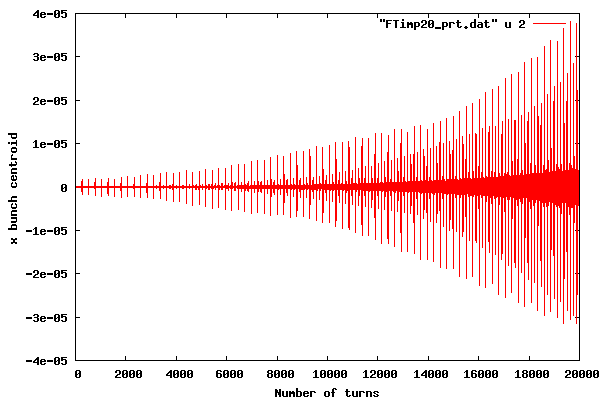 "FTimp20_prt.dat" u 2
4e-05
3e-05
2e-05
1e-05
0
-1e-05
-2e-05
-3e-05
-4e-05
x bunch centroid
0 2000 4000 6000 8000 10000 12000 14000 16000 18000 20000
Number of turns